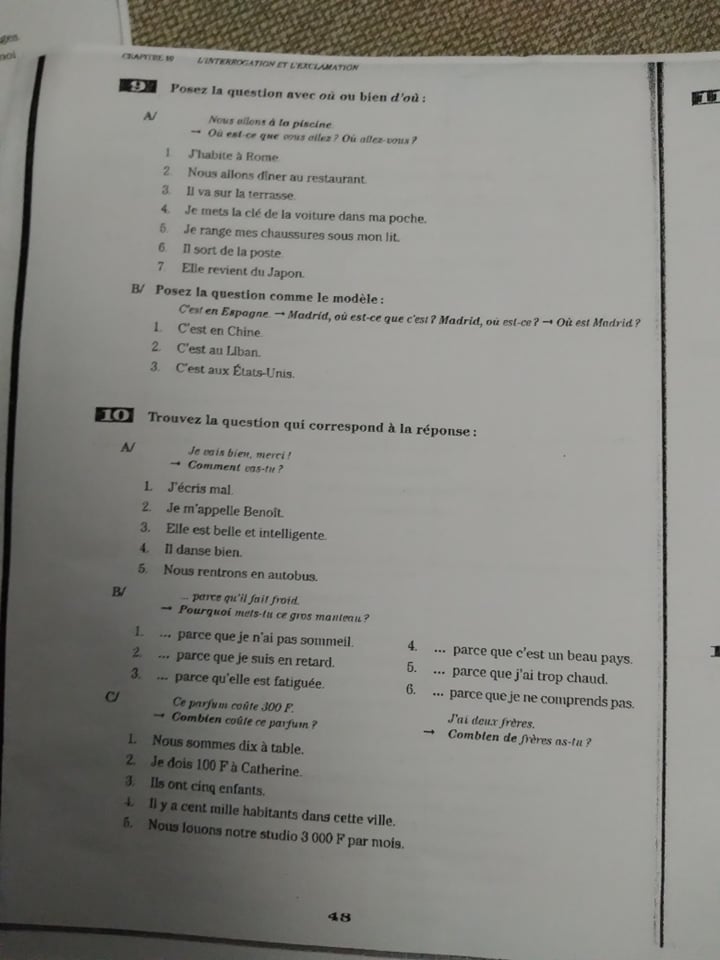 ges
noi
CHAPITRE 10 L'INTERROGATION ET L'EXCLAMATION
9 Posez la question avec où ou bien d'où :
A/ Nous allons à la piscine.
→ Où est-ce que vous allez ? Où allez-vous ?
1. J'habite à Rome.
2. Nous allons dîner au restaurant.
3. Il va sur la terrasse.
4. Je mets la clé de la voiture dans ma poche.
5. Je range mes chaussures sous mon lit.
6. Il sort de la poste.
7. Elle revient du Japon.
B/ Posez la question comme le modèle :
C'est en Espagne. → Madrid, où est-ce que c'est ? Madrid, où est-ce ? → Où est Madrid ?
1. C'est en Chine.
2. C'est au Liban.
3. C'est aux États-Unis.
10 Trouvez la question qui correspond à la réponse :
A/ Je vais bien, merci !
→ Comment vas-tu ?
1. J'écris mal.
2. Je m'appelle Benoît.
3. Elle est belle et intelligente.
4. Il danse bien.
5. Nous rentrons en autobus.
B/ ... parce qu'il fait froid.
→ Pourquoi mets-tu ce gros manteau ?
1. ... parce que je n'ai pas sommeil.
2. ... parce que je suis en retard.
3. ... parce qu'elle est fatiguée.
4. ... parce que c'est un beau pays.
5. ... parce que j'ai trop chaud.
6. ... parce que je ne comprends pas.
C/ Ce parfum coûte 300 F.
→ Combien coûte ce parfum ?
J'ai deux frères.
→ Combien de frères as-tu ?
1. Nous sommes dix à table.
2. Je dois 100 F à Catherine.
3. Ils ont cinq enfants.
4. Il y a cent mille habitants dans cette ville.
5. Nous louons notre studio 3 000 F par mois.
48